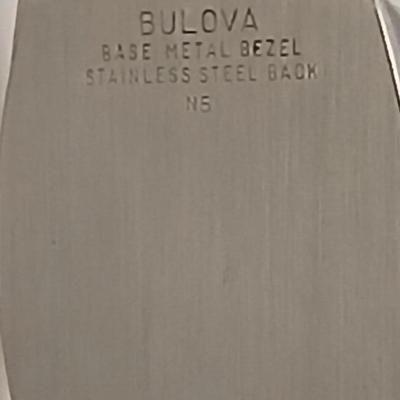 BULOVA
BASE METAL BEZEL
STAINLESS STEEL BACK
N5